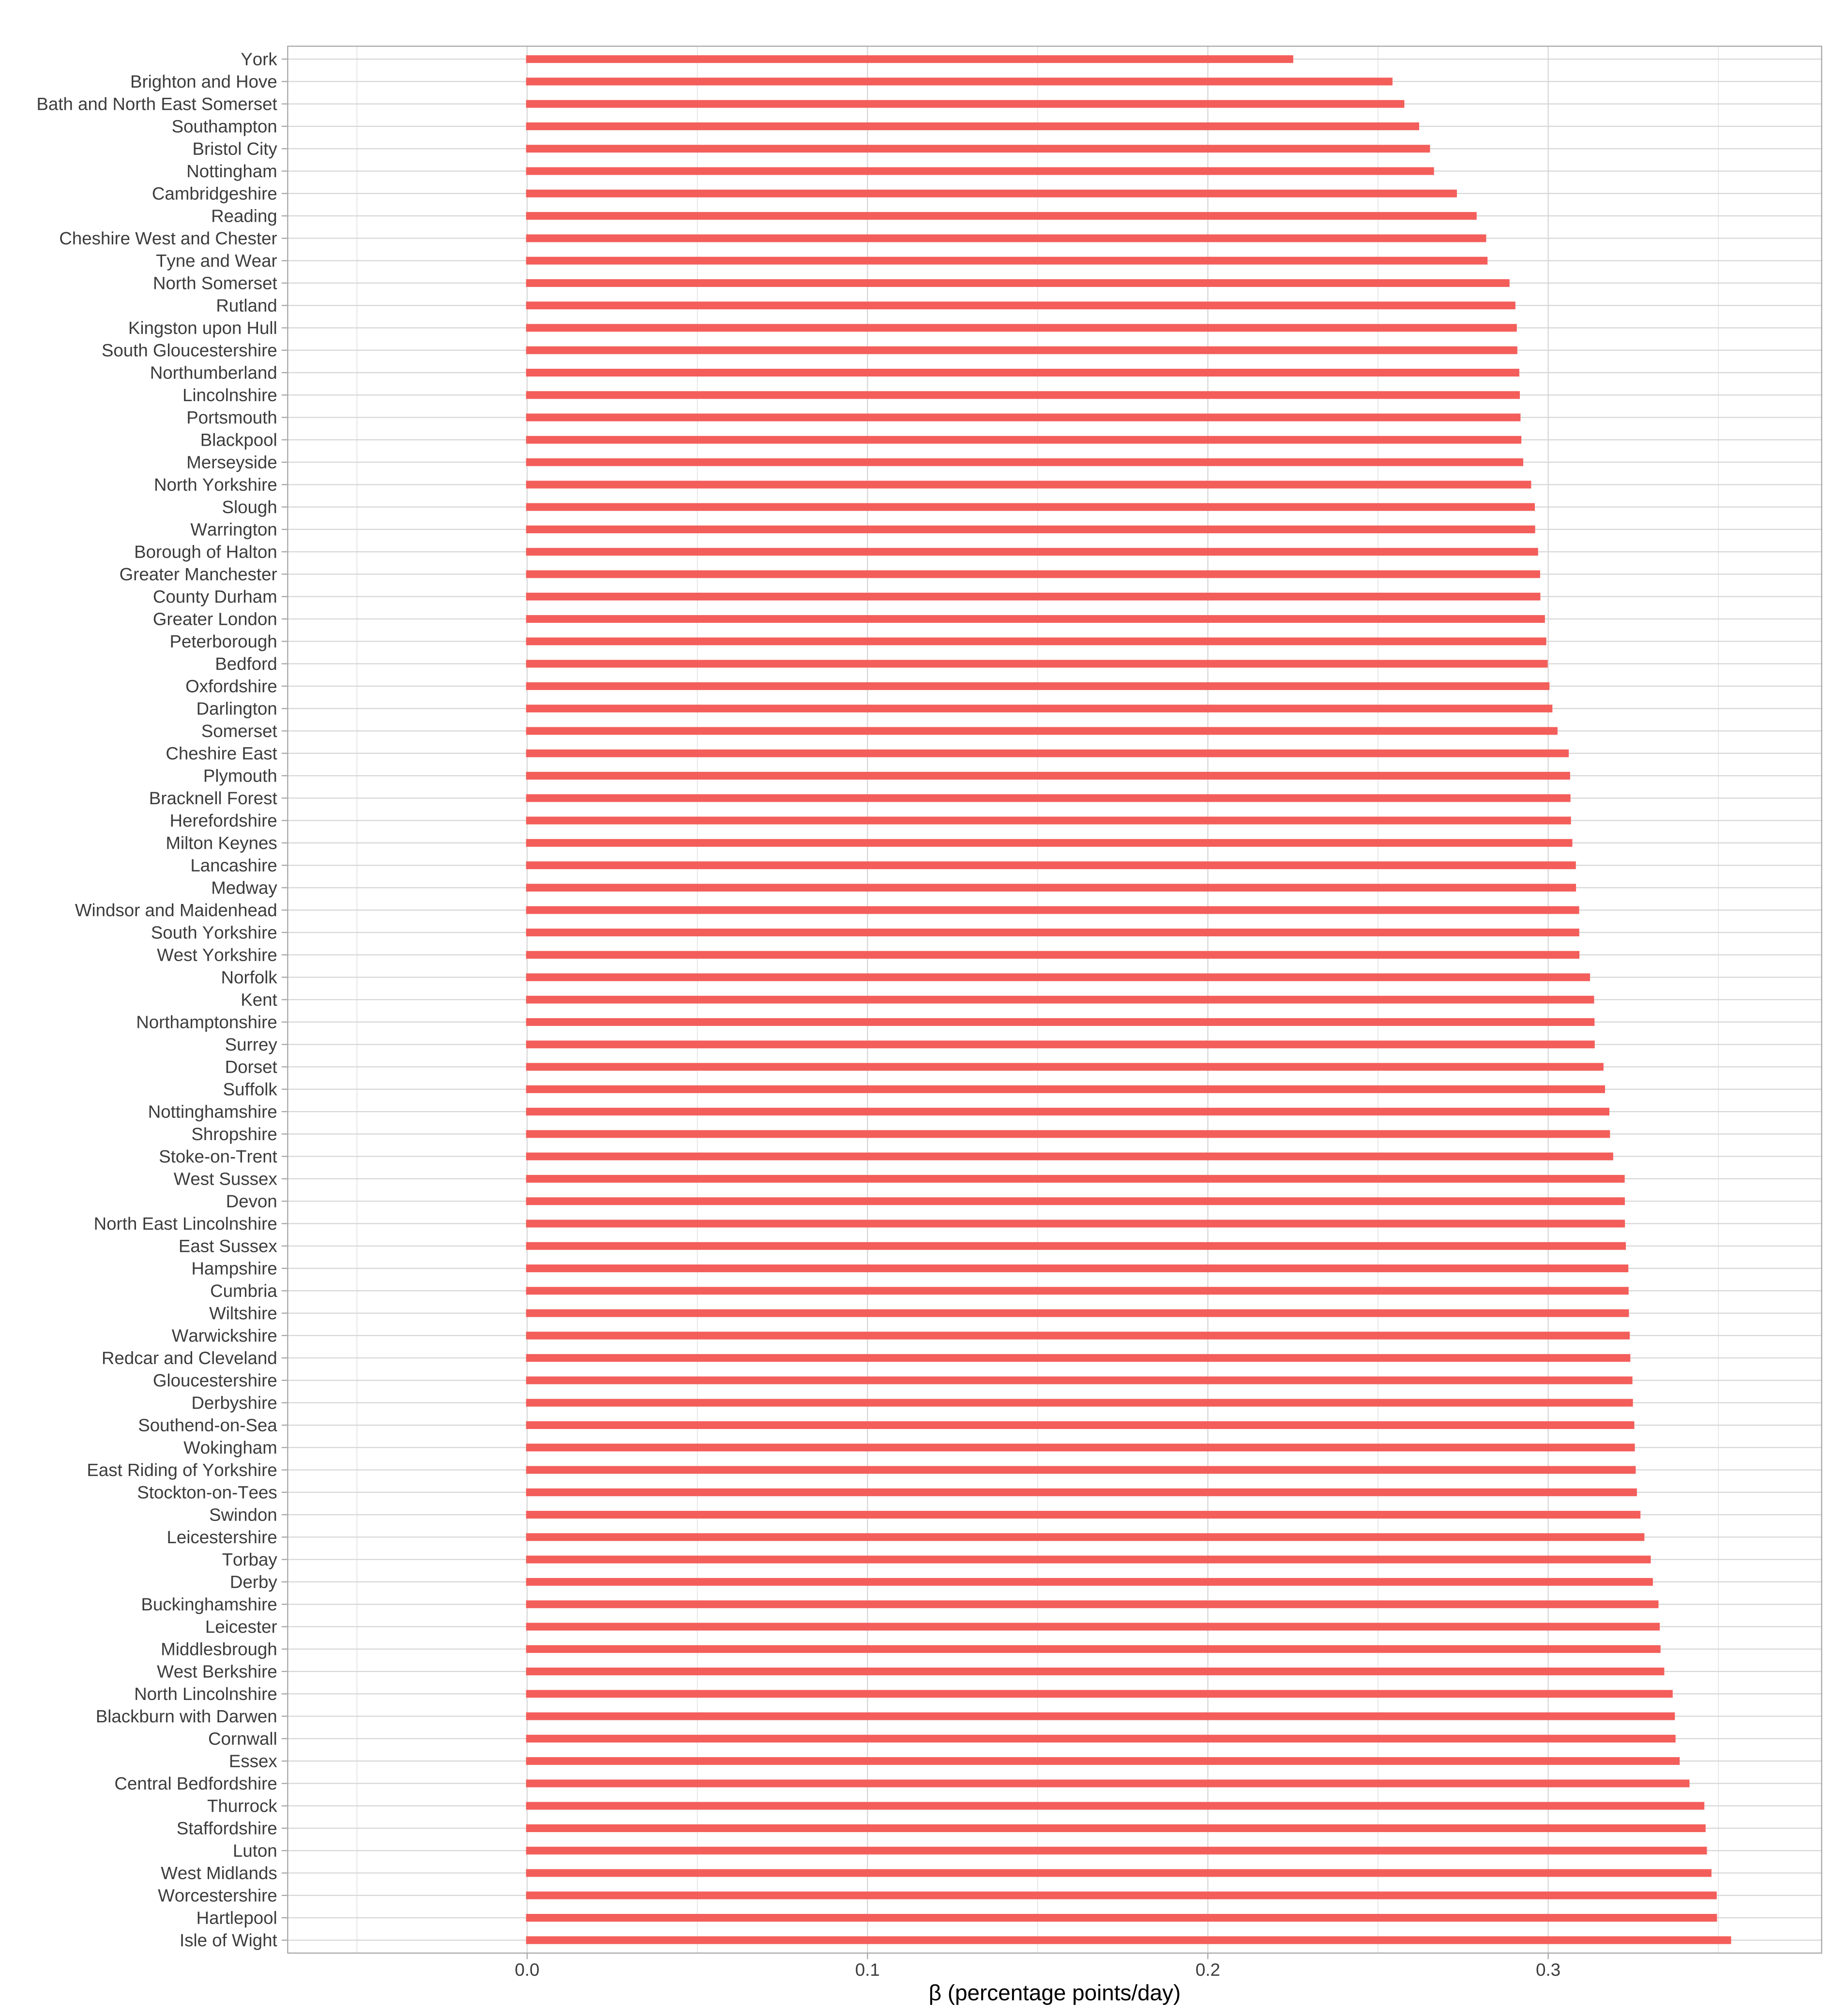 York
Brighton and Hove
Bath and North East Somerset
Southampton
Bristol City
Nottingham
Cambridgeshire
Reading
Cheshire West and Chester
Tyne and Wear
North Somerset
Rutland
Kingston upon Hull
South Gloucestershire
Northumberland
Lincolnshire
Portsmouth
Blackpool
Merseyside
North Yorkshire
Slough
Warrington
Borough of Halton
Greater Manchester
County Durham
Greater London
Peterborough
Bedford
Oxfordshire
Darlington
Somerset
Cheshire East
Plymouth
Bracknell Forest
Herefordshire
Milton Keynes
Lancashire
Medway
Windsor and Maidenhead
South Yorkshire
West Yorkshire
Norfolk
Kent
Northamptonshire
Surrey
Dorset
Suffolk
Nottinghamshire
Shropshire
Stoke-on-Trent
West Sussex
Devon
North East Lincolnshire
East Sussex
Hampshire
Cumbria
Wiltshire
Warwickshire
Redcar and Cleveland
Gloucestershire
Derbyshire
Southend-on-Sea
Wokingham
East Riding of Yorkshire
Stockton-on-Tees
Swindon
Leicestershire
Torbay
Derby
Buckinghamshire
Leicester
Middlesbrough
West Berkshire
North Lincolnshire
Blackburn with Darwen
Cornwall
Essex
Central Bedfordshire
Thurrock
Staffordshire
Luton
West Midlands
Worcestershire
Hartlepool
Isle of Wight
0.0 0.1 0.2 0.3
β (percentage points/day)